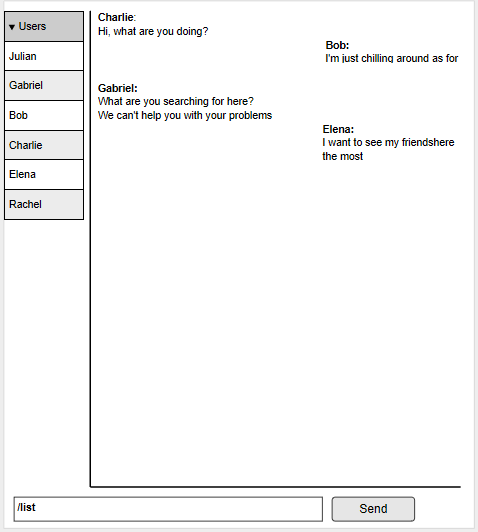 ▼ Users
Julian
Gabriel
Bob
Charlie
Elena
Rachel
Charlie:
Hi, what are you doing?
Bob:
I'm just chilling around as for
Gabriel:
What are you searching for here?
We can't help you with your problems
Elena:
I want to see my friendshere
the most
/list
Send